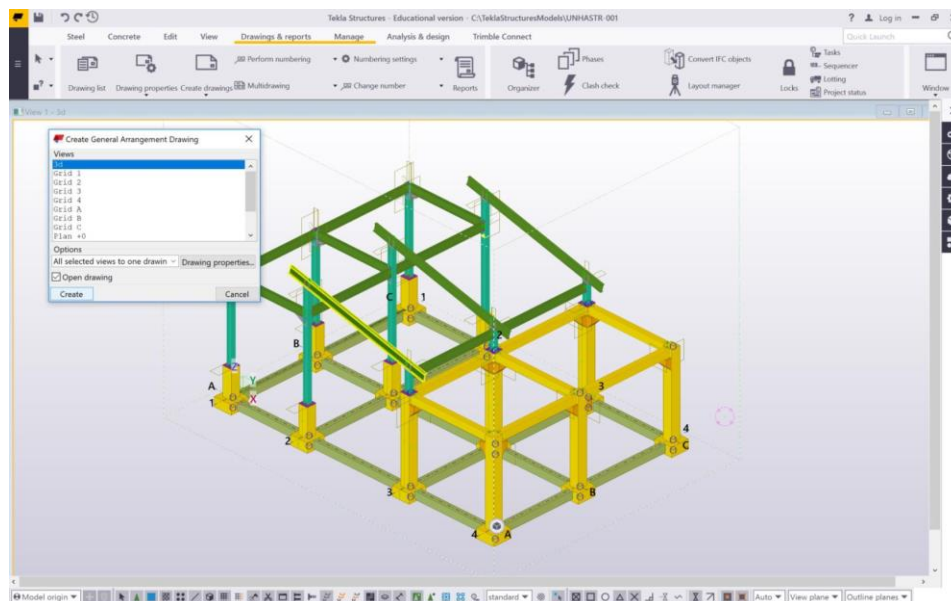 Tekla Structures - Educational version - C:\TeklaStructuresModels\UNHASTR-001
? Log in
Steel Concrete Edit View Drawings & reports Manage Analysis & design Trimble Connect
Quick Launch
Perform numbering Numbering settings Phases Convert IFC objects Tasks
Sequencer
Drawing list Drawing properties Create drawings Multidrawing Change number Reports Organizer Clash check Layout manager Locks Lotting
Project status
Window
View 1 - 3d
Create General Arrangement Drawing
Views
3d
Grid 1
Grid 2
Grid 3
Grid 4
Grid A
Grid B
Grid C
Plan +0
Options
All selected views to one drawin Drawing properties...
Open drawing
Create Cancel
C 1
2
B
Z
Y
A X
1
3
2
4
C
3 B
4 A
Model origin standard Auto View plane Outline planes